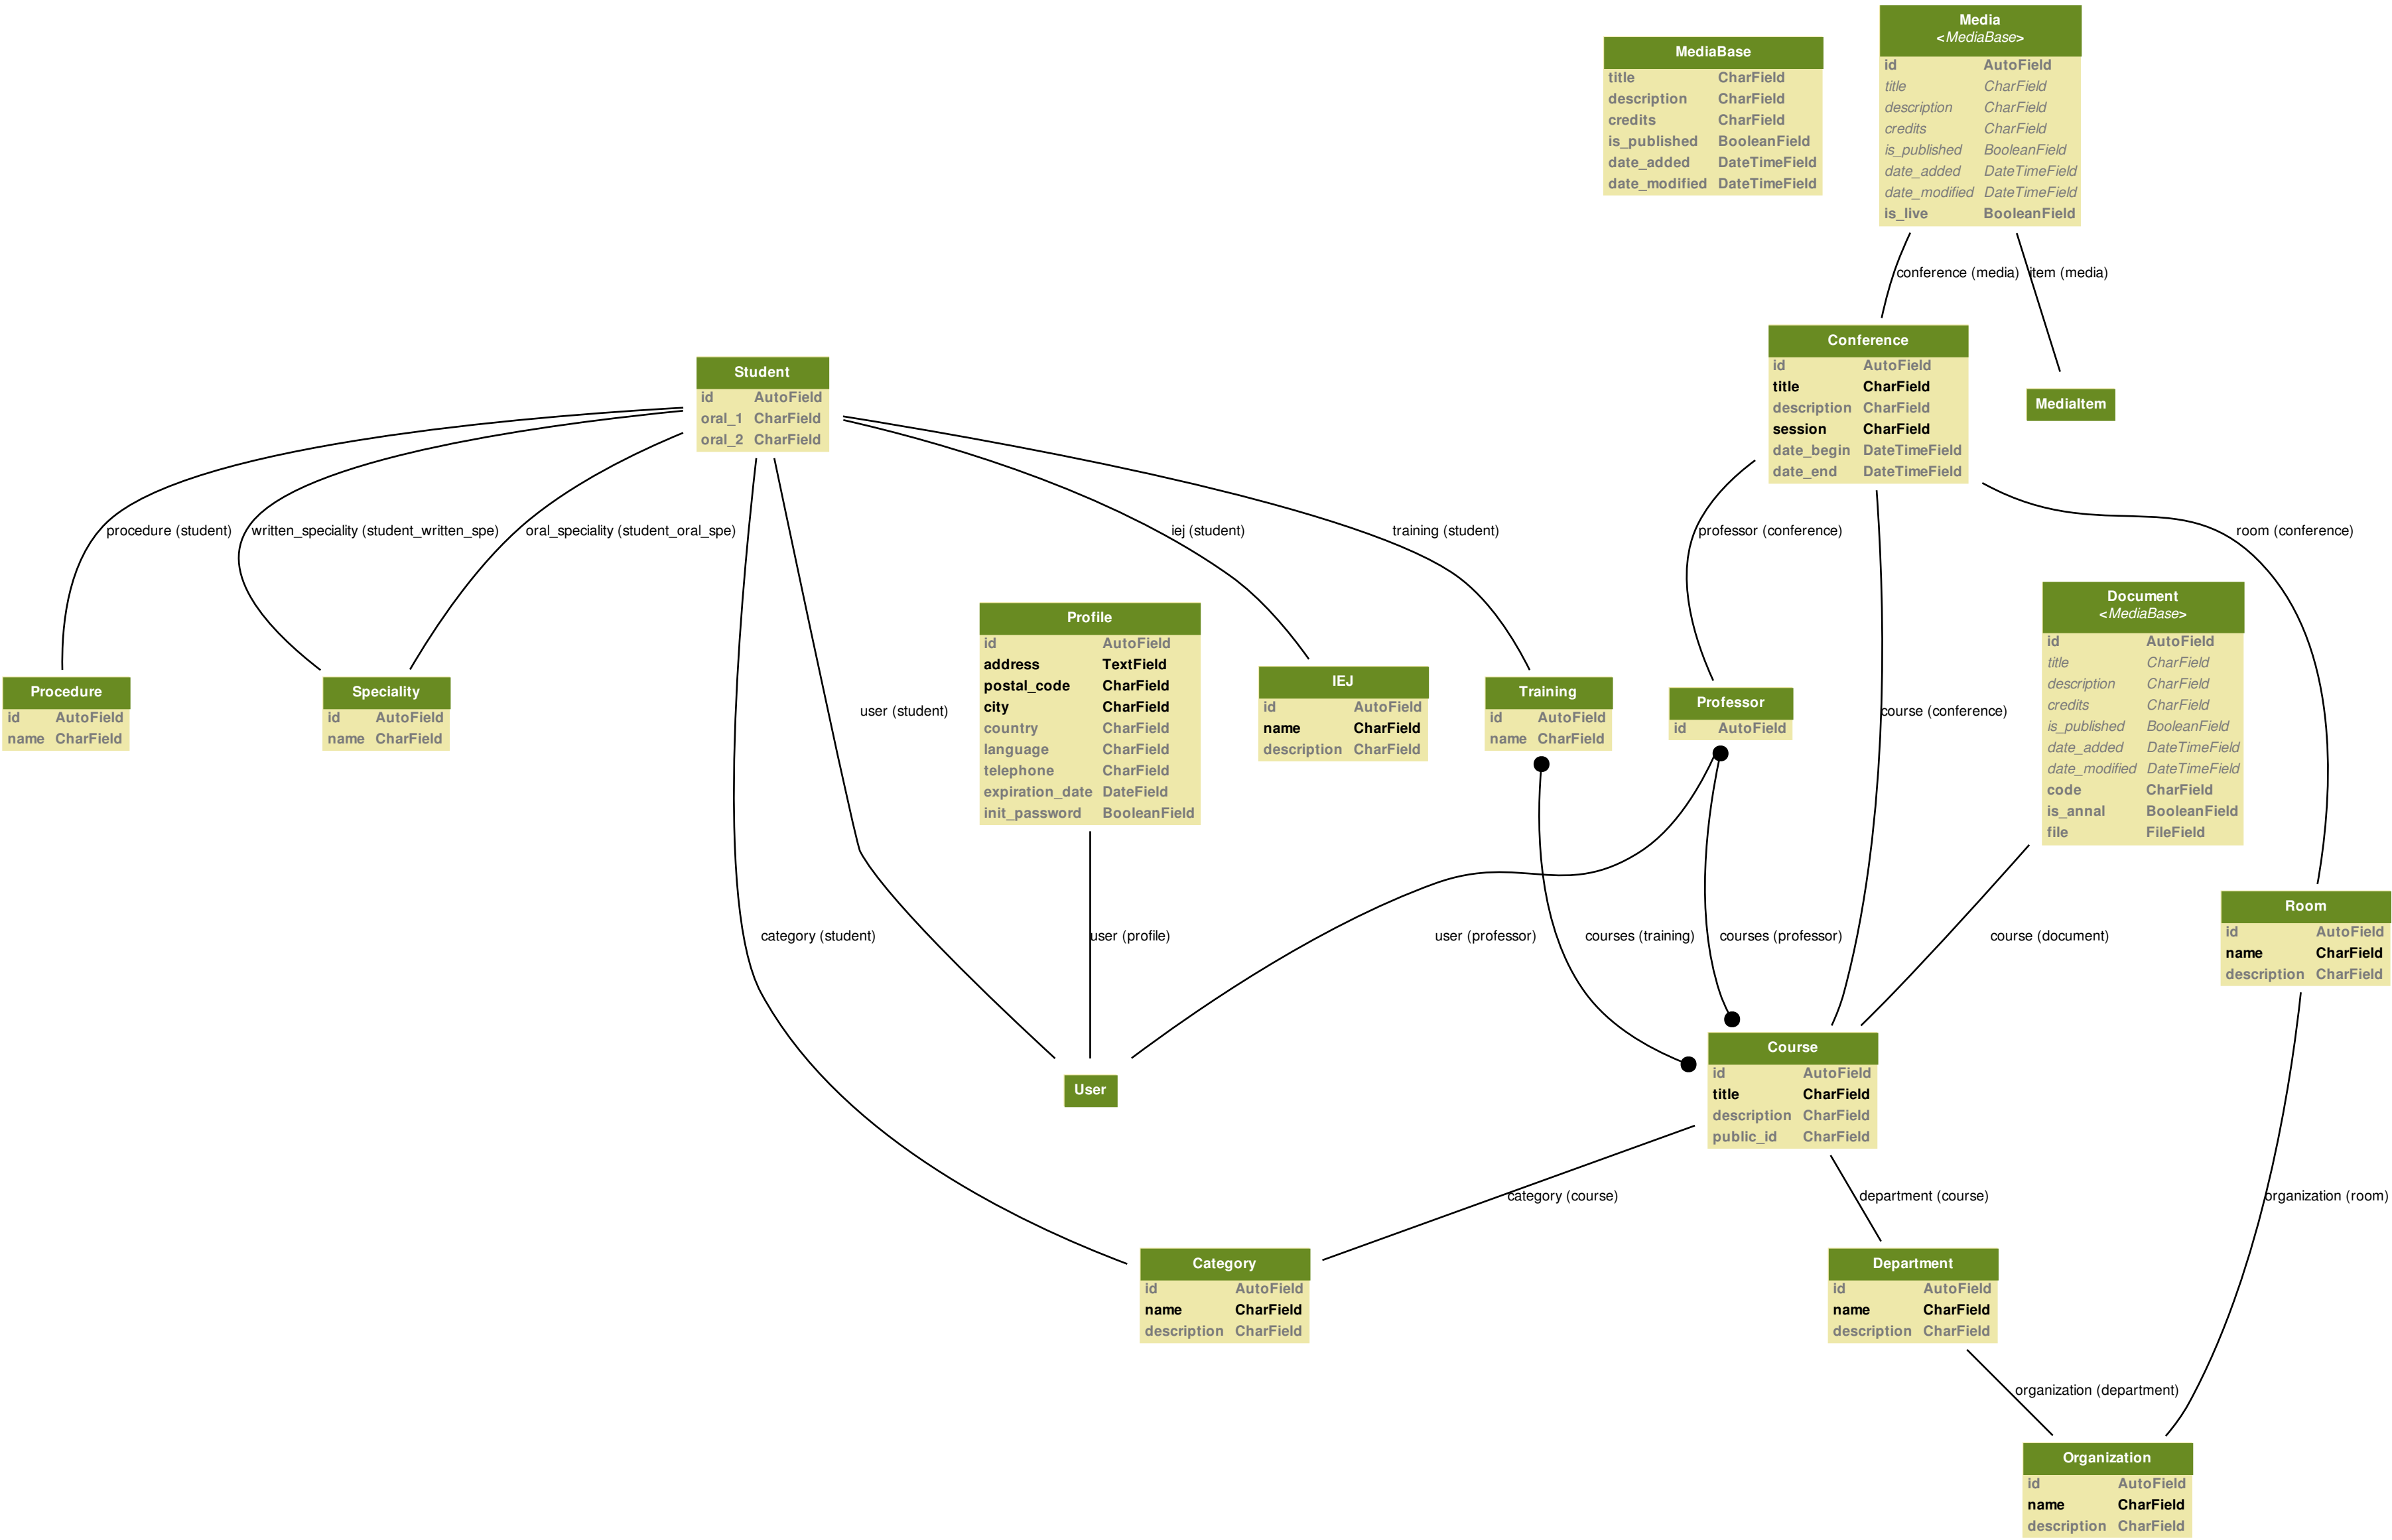 MediaBase
title CharField
description CharField
credits CharField
is_published BooleanField
date_added DateTimeField
date_modified DateTimeField
Media
<MediaBase>
id AutoField
title CharField
description CharField
credits CharField
is_published BooleanField
date_added DateTimeField
date_modified DateTimeField
is_live BooleanField
conference (media)
item (media)
Student
id AutoField
oral_1 CharField
oral_2 CharField
Conference
id AutoField
title CharField
description CharField
session CharField
date_begin DateTimeField
date_end DateTimeField
MediaItem
procedure (student)
written_speciality (student_written_spe)
oral_speciality (student_oral_spe)
iej (student)
training (student)
professor (conference)
room (conference)
Procedure
id AutoField
name CharField
Speciality
id AutoField
name CharField
user (student)
Profile
id AutoField
address TextField
postal_code CharField
city CharField
country CharField
language CharField
telephone CharField
expiration_date DateField
init_password BooleanField
IEJ
id AutoField
name CharField
description CharField
Training
id AutoField
name CharField
Professor
id AutoField
course (conference)
Document
<MediaBase>
id AutoField
title CharField
description CharField
credits CharField
is_published BooleanField
date_added DateTimeField
date_modified DateTimeField
code CharField
is_annal BooleanField
file FileField
category (student)
user (profile)
user (professor)
courses (training)
courses (professor)
course (document)
Room
id AutoField
name CharField
description CharField
User
Course
id AutoField
title CharField
description CharField
public_id CharField
category (course)
department (course)
organization (room)
Category
id AutoField
name CharField
description CharField
Department
id AutoField
name CharField
description CharField
organization (department)
Organization
id AutoField
name CharField
description CharField